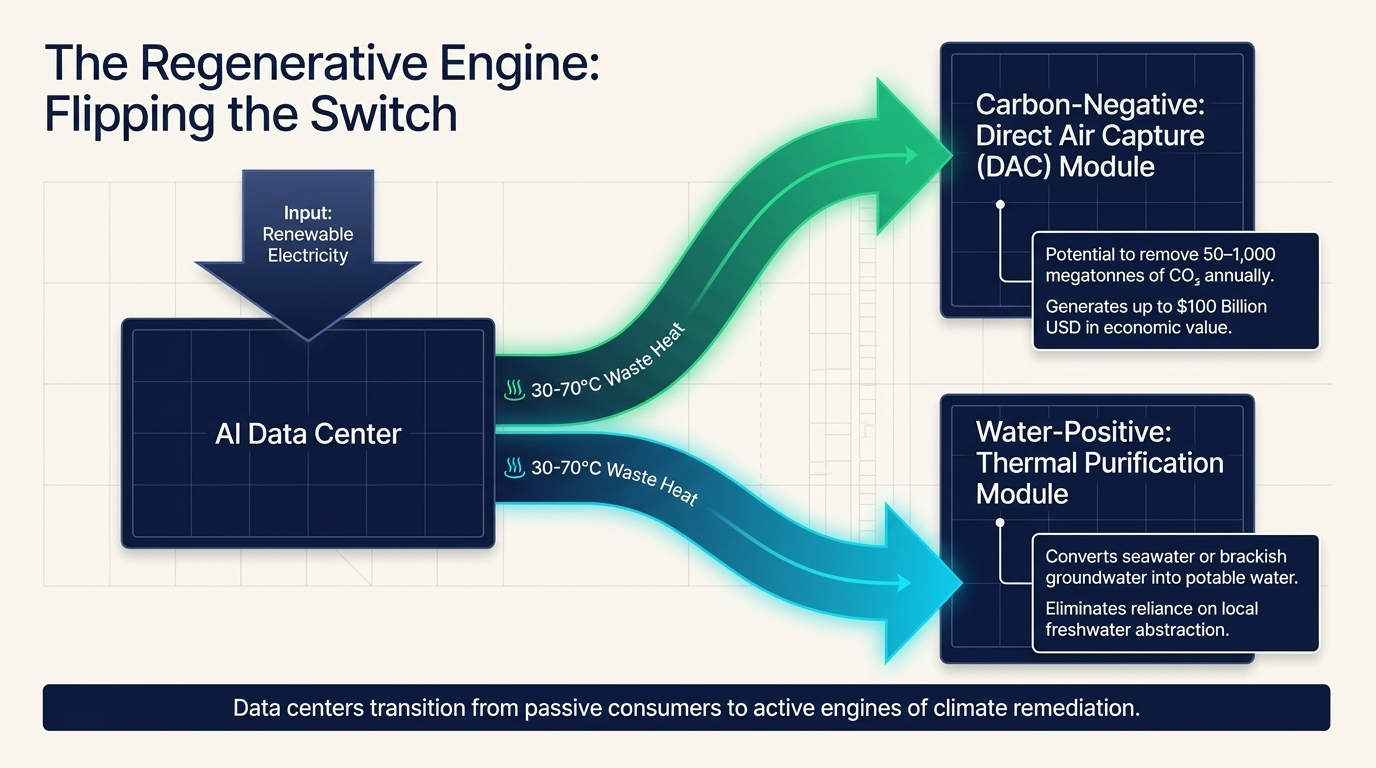 The Regenerative Engine:
Flipping the Switch
Input:
Renewable
Electricity
AI Data Center
30-70°C Waste Heat
30-70°C Waste Heat
Carbon-Negative:
Direct Air Capture
(DAC) Module
Potential to remove 50–1,000
megatonnes of CO₂ annually.
Generates up to $100 Billion
USD in economic value.
Water-Positive:
Thermal Purification
Module
Converts seawater or brackish
groundwater into potable water.
Eliminates reliance on local
freshwater abstraction.
Data centers transition from passive consumers to active engines of climate remediation.